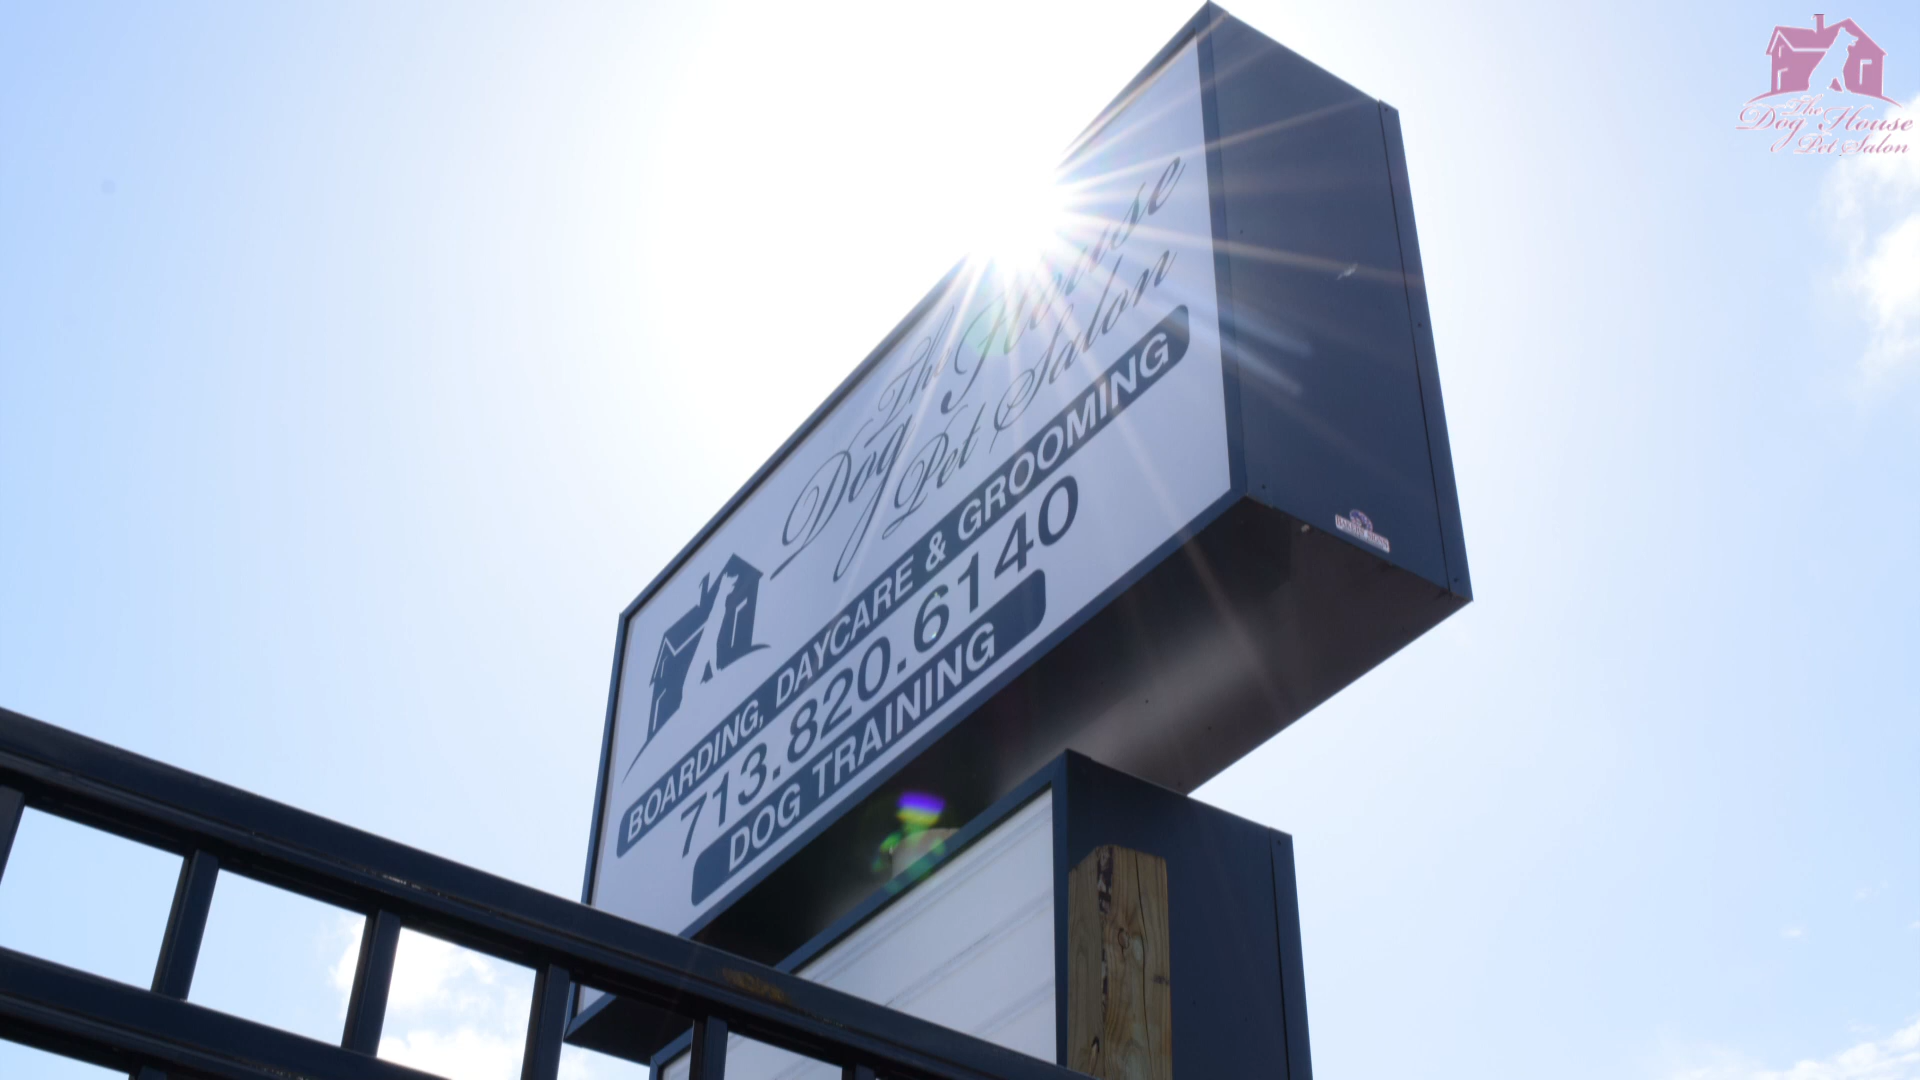 The
Dog House
Pet Salon
BOARDING, DAYCARE & GROOMING
713.820.6140
DOG TRAINING
The
Dog House
Pet Salon